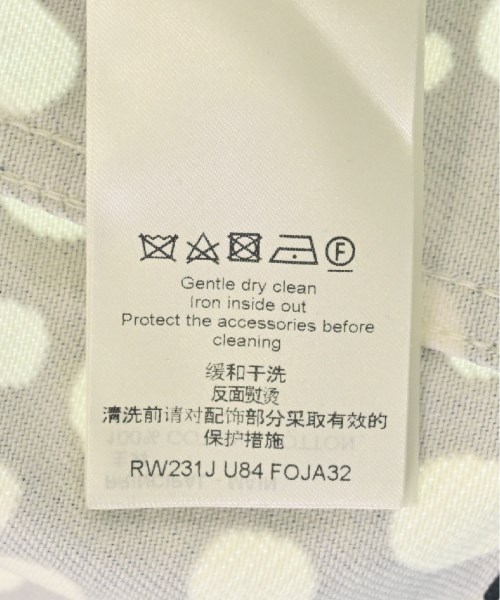 F
Gentle dry clean
Iron inside out
Protect the accessories before
cleaning
缓和干洗
反面熨烫
清洗前请对配饰部分采取有效的
保护措施
RW231J U84 FOJA32